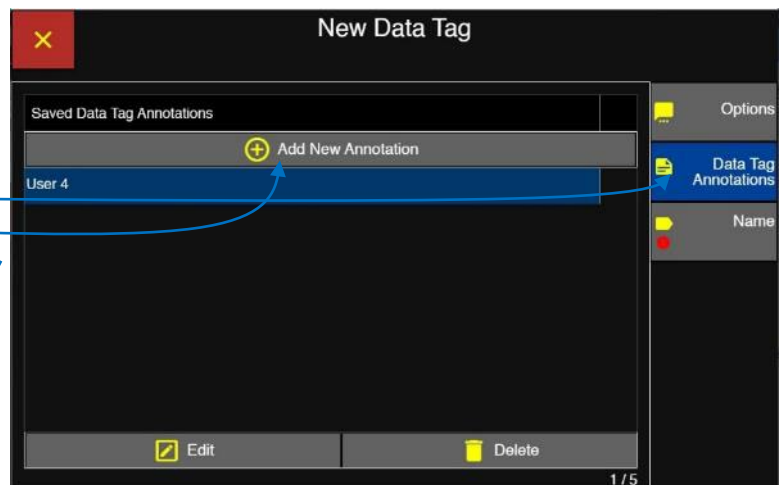 New Data Tag
Saved Data Tag Annotations
Add New Annotation
User 4
Edit
Delete
1/5
Options
Data Tag
Annotations
Name